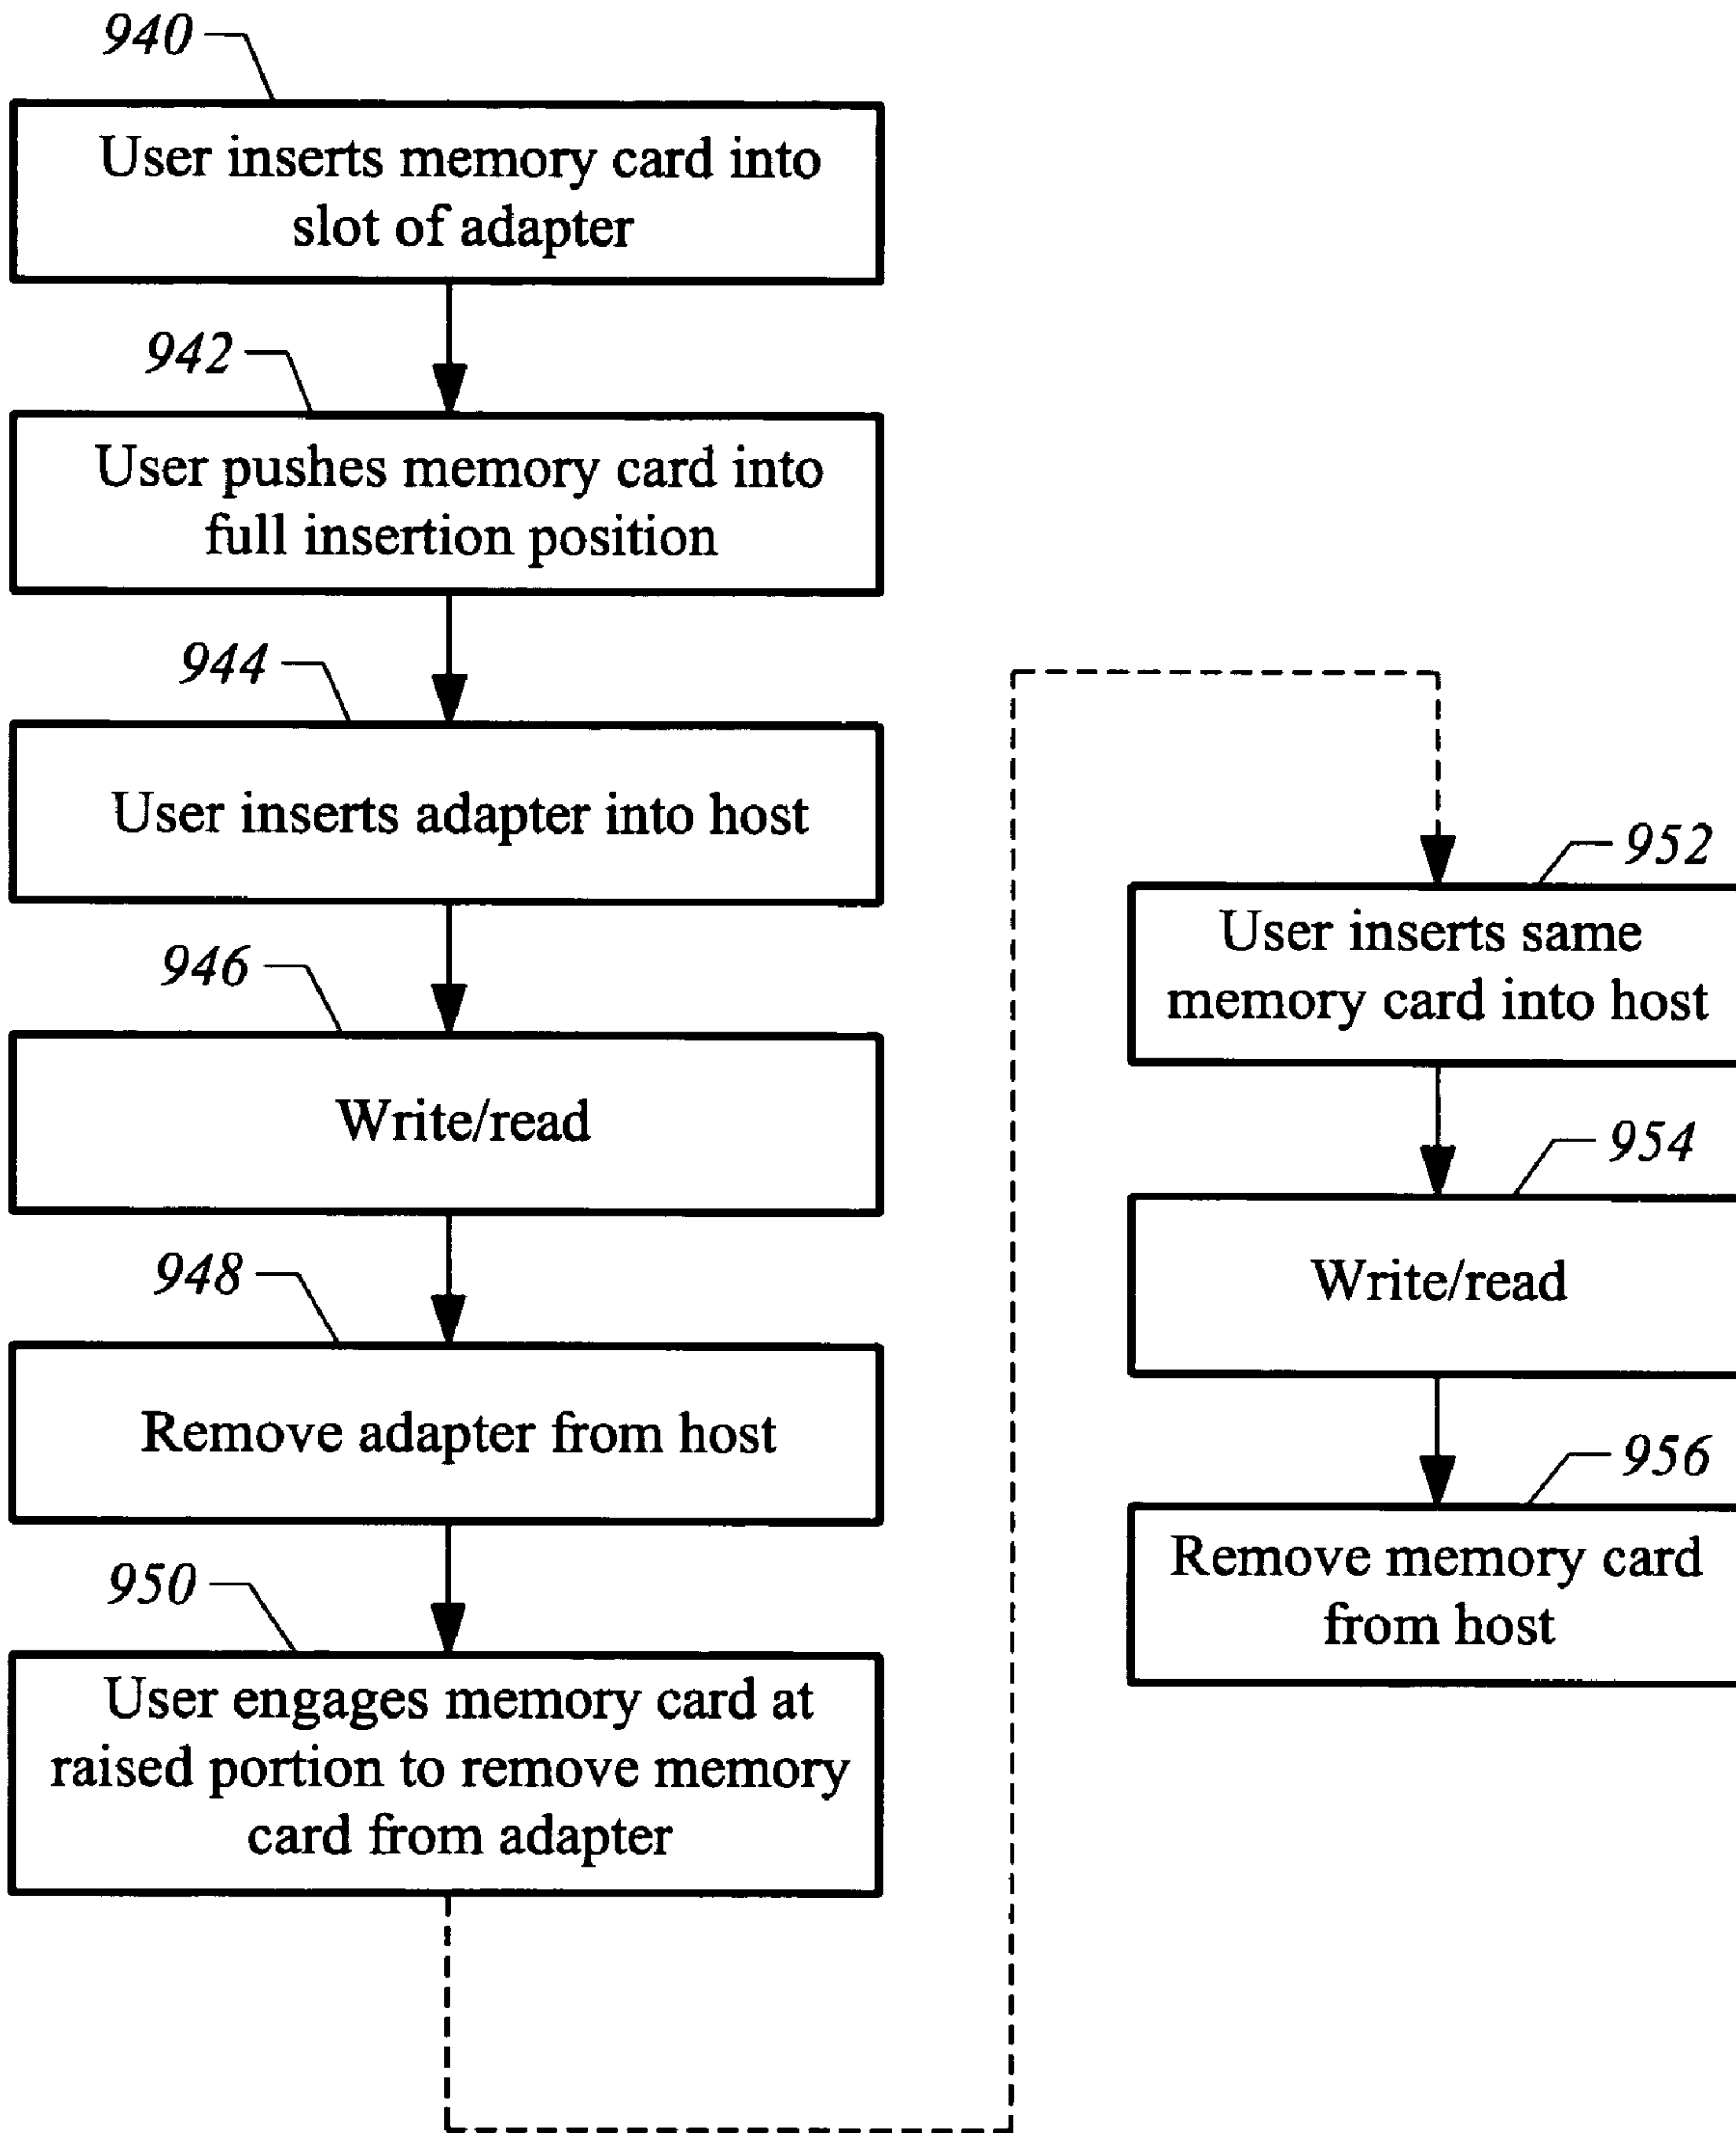 940
User inserts memory card into
slot of adapter
942
User pushes memory card into
full insertion position
944
User inserts adapter into host
946
Write/read
948
Remove adapter from host
950
User engages memory card at
raised portion to remove memory
card from adapter
952
User inserts same
memory card into host
954
Write/read
956
Remove memory card
from host